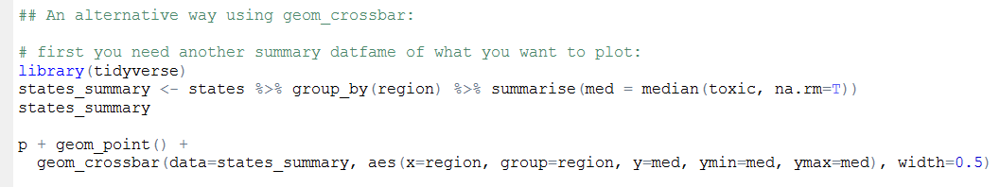 ## An alternative way using geom_crossbar:
# first you need another summary datfame of what you want to plot:
library(tidyverse)
states_summary <- states %>% group_by(region) %>% summarise(med = median(toxic, na.rm=T))
states_summary
p + geom_point() +
  geom_crossbar(data=states_summary, aes(x=region, group=region, y=med, ymin=med, ymax=med), width=0.5)